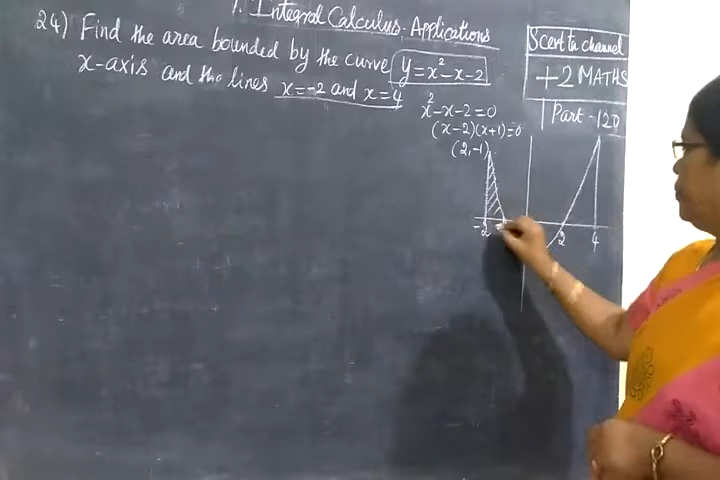 1. Integral Calculus-Applications
24) Find the area bounded by the curve y=x²-x-2
x-axis and the lines x=-2 and x=4
x²-x-2=0
(x-2)(x+1)=0
(2,-1)
-2 2 4
Scert tn channel
+2 MATHS
Part-120